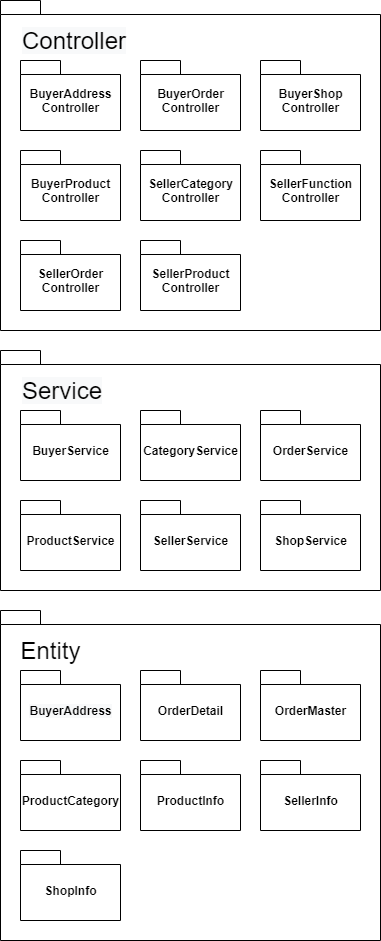 Controller
BuyerAddress
Controller
BuyerOrder
Controller
BuyerShop
Controller
BuyerProduct
Controller
SellerCategory
Controller
SellerFunction
Controller
SellerOrder
Controller
SellerProduct
Controller
Service
BuyerService
CategoryService
OrderService
ProductService
SellerService
ShopService
Entity
BuyerAddress
OrderDetail
OrderMaster
ProductCategory
ProductInfo
SellerInfo
ShopInfo